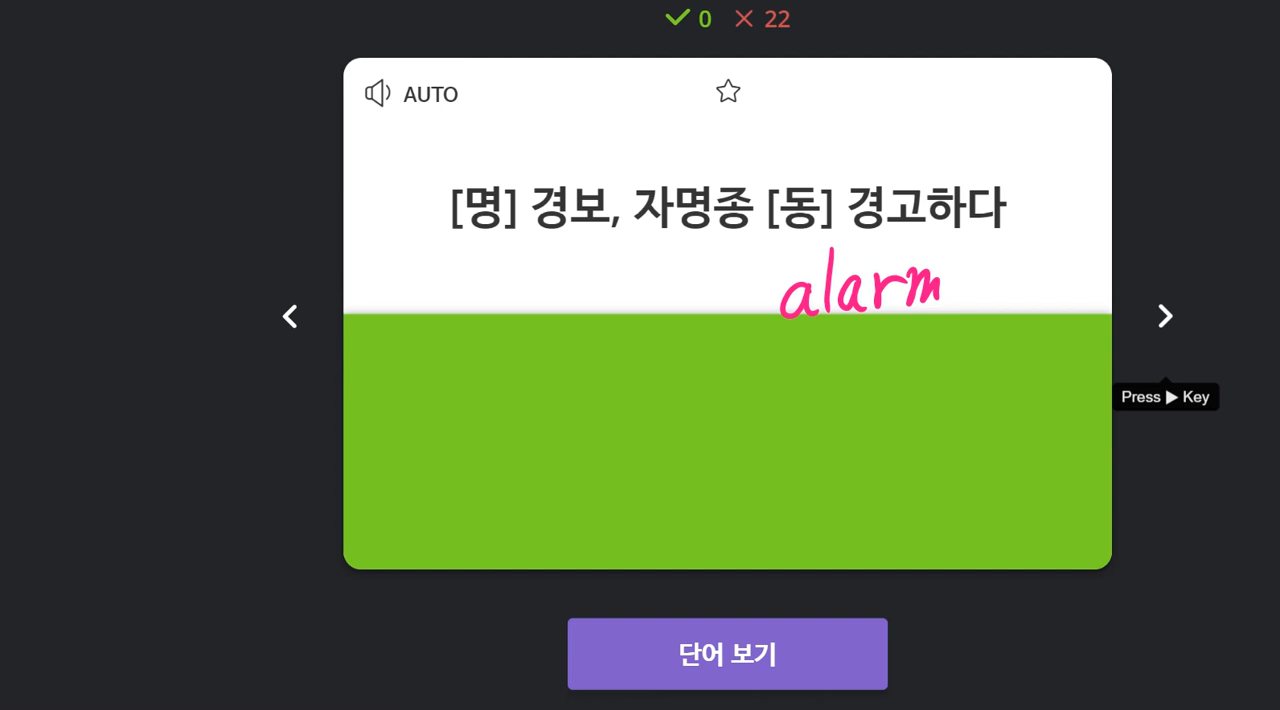 0 22
AUTO
[명] 경보, 자명종 [동] 경고하다
alarm
Press ▶ Key
단어 보기